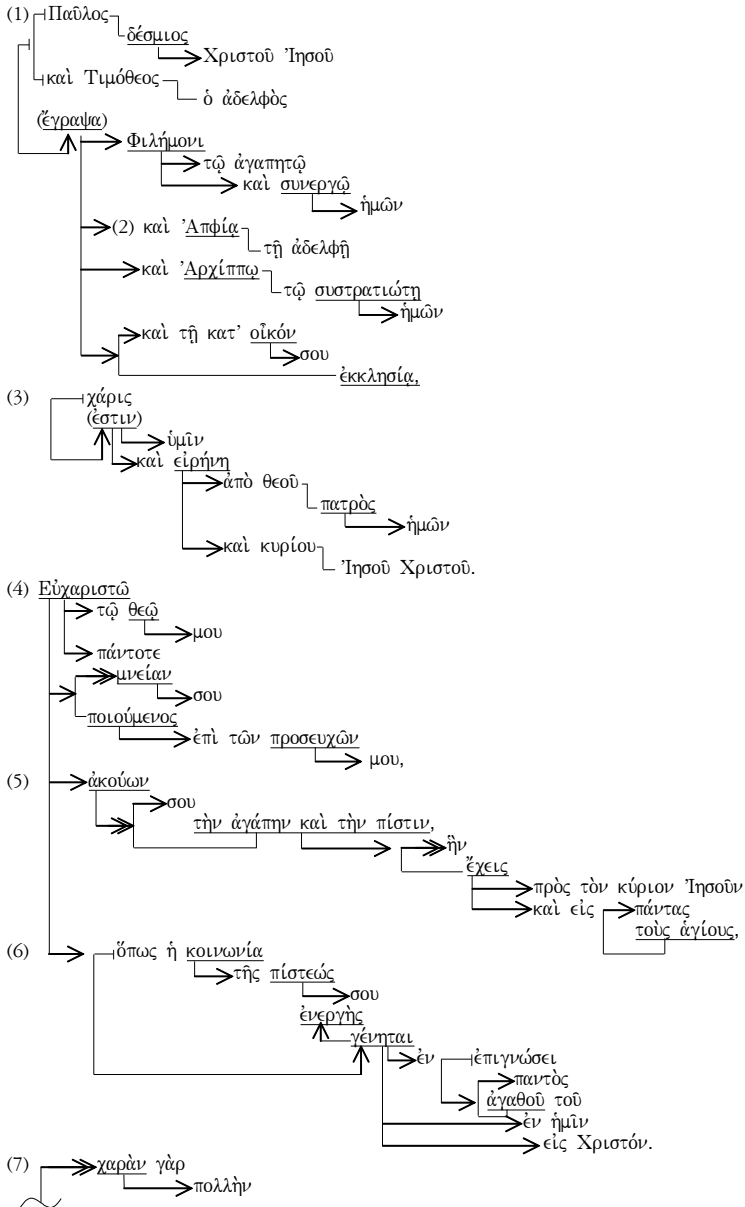 (1) Παῦλος
δέσμιος
Χριστοῦ Ἰησοῦ
καὶ Τιμόθεος
ὁ ἀδελφὸς
(ἔγραψα)
Φιλήμονι
τῷ ἀγαπητῷ
καὶ συνεργῷ
ἡμῶν
(2) καὶ Ἀπφίᾳ
τῇ ἀδελφῇ
καὶ Ἀρχίππῳ
τῷ συστρατιώτῃ
ἡμῶν
καὶ τῇ κατ’ οἶκόν
σου
ἐκκλησίᾳ,
(3) χάρις
(ἐστιν)
ὑμῖν
καὶ εἰρήνη
ἀπὸ θεοῦ
πατρὸς
ἡμῶν
καὶ κυρίου
Ἰησοῦ Χριστοῦ.
(4) Εὐχαριστῶ
τῷ θεῷ
μου
πάντοτε
μνείαν
σου
ποιούμενος
ἐπὶ τῶν προσευχῶν
μου,
(5) ἀκούων
σου
τὴν ἀγάπην καὶ τὴν πίστιν,
ἣν
ἔχεις
πρὸς τὸν κύριον Ἰησοῦν
καὶ εἰς πάντας
τοὺς ἁγίους,
(6) ὅπως ἡ κοινωνία
τῆς πίστεώς
σου
ἐνεργὴς
γένηται
ἐν ἐπιγνώσει
παντὸς
ἀγαθοῦ τοῦ
ἐν ἡμῖν
εἰς Χριστόν.
(7) χαρὰν γὰρ
πολλὴν